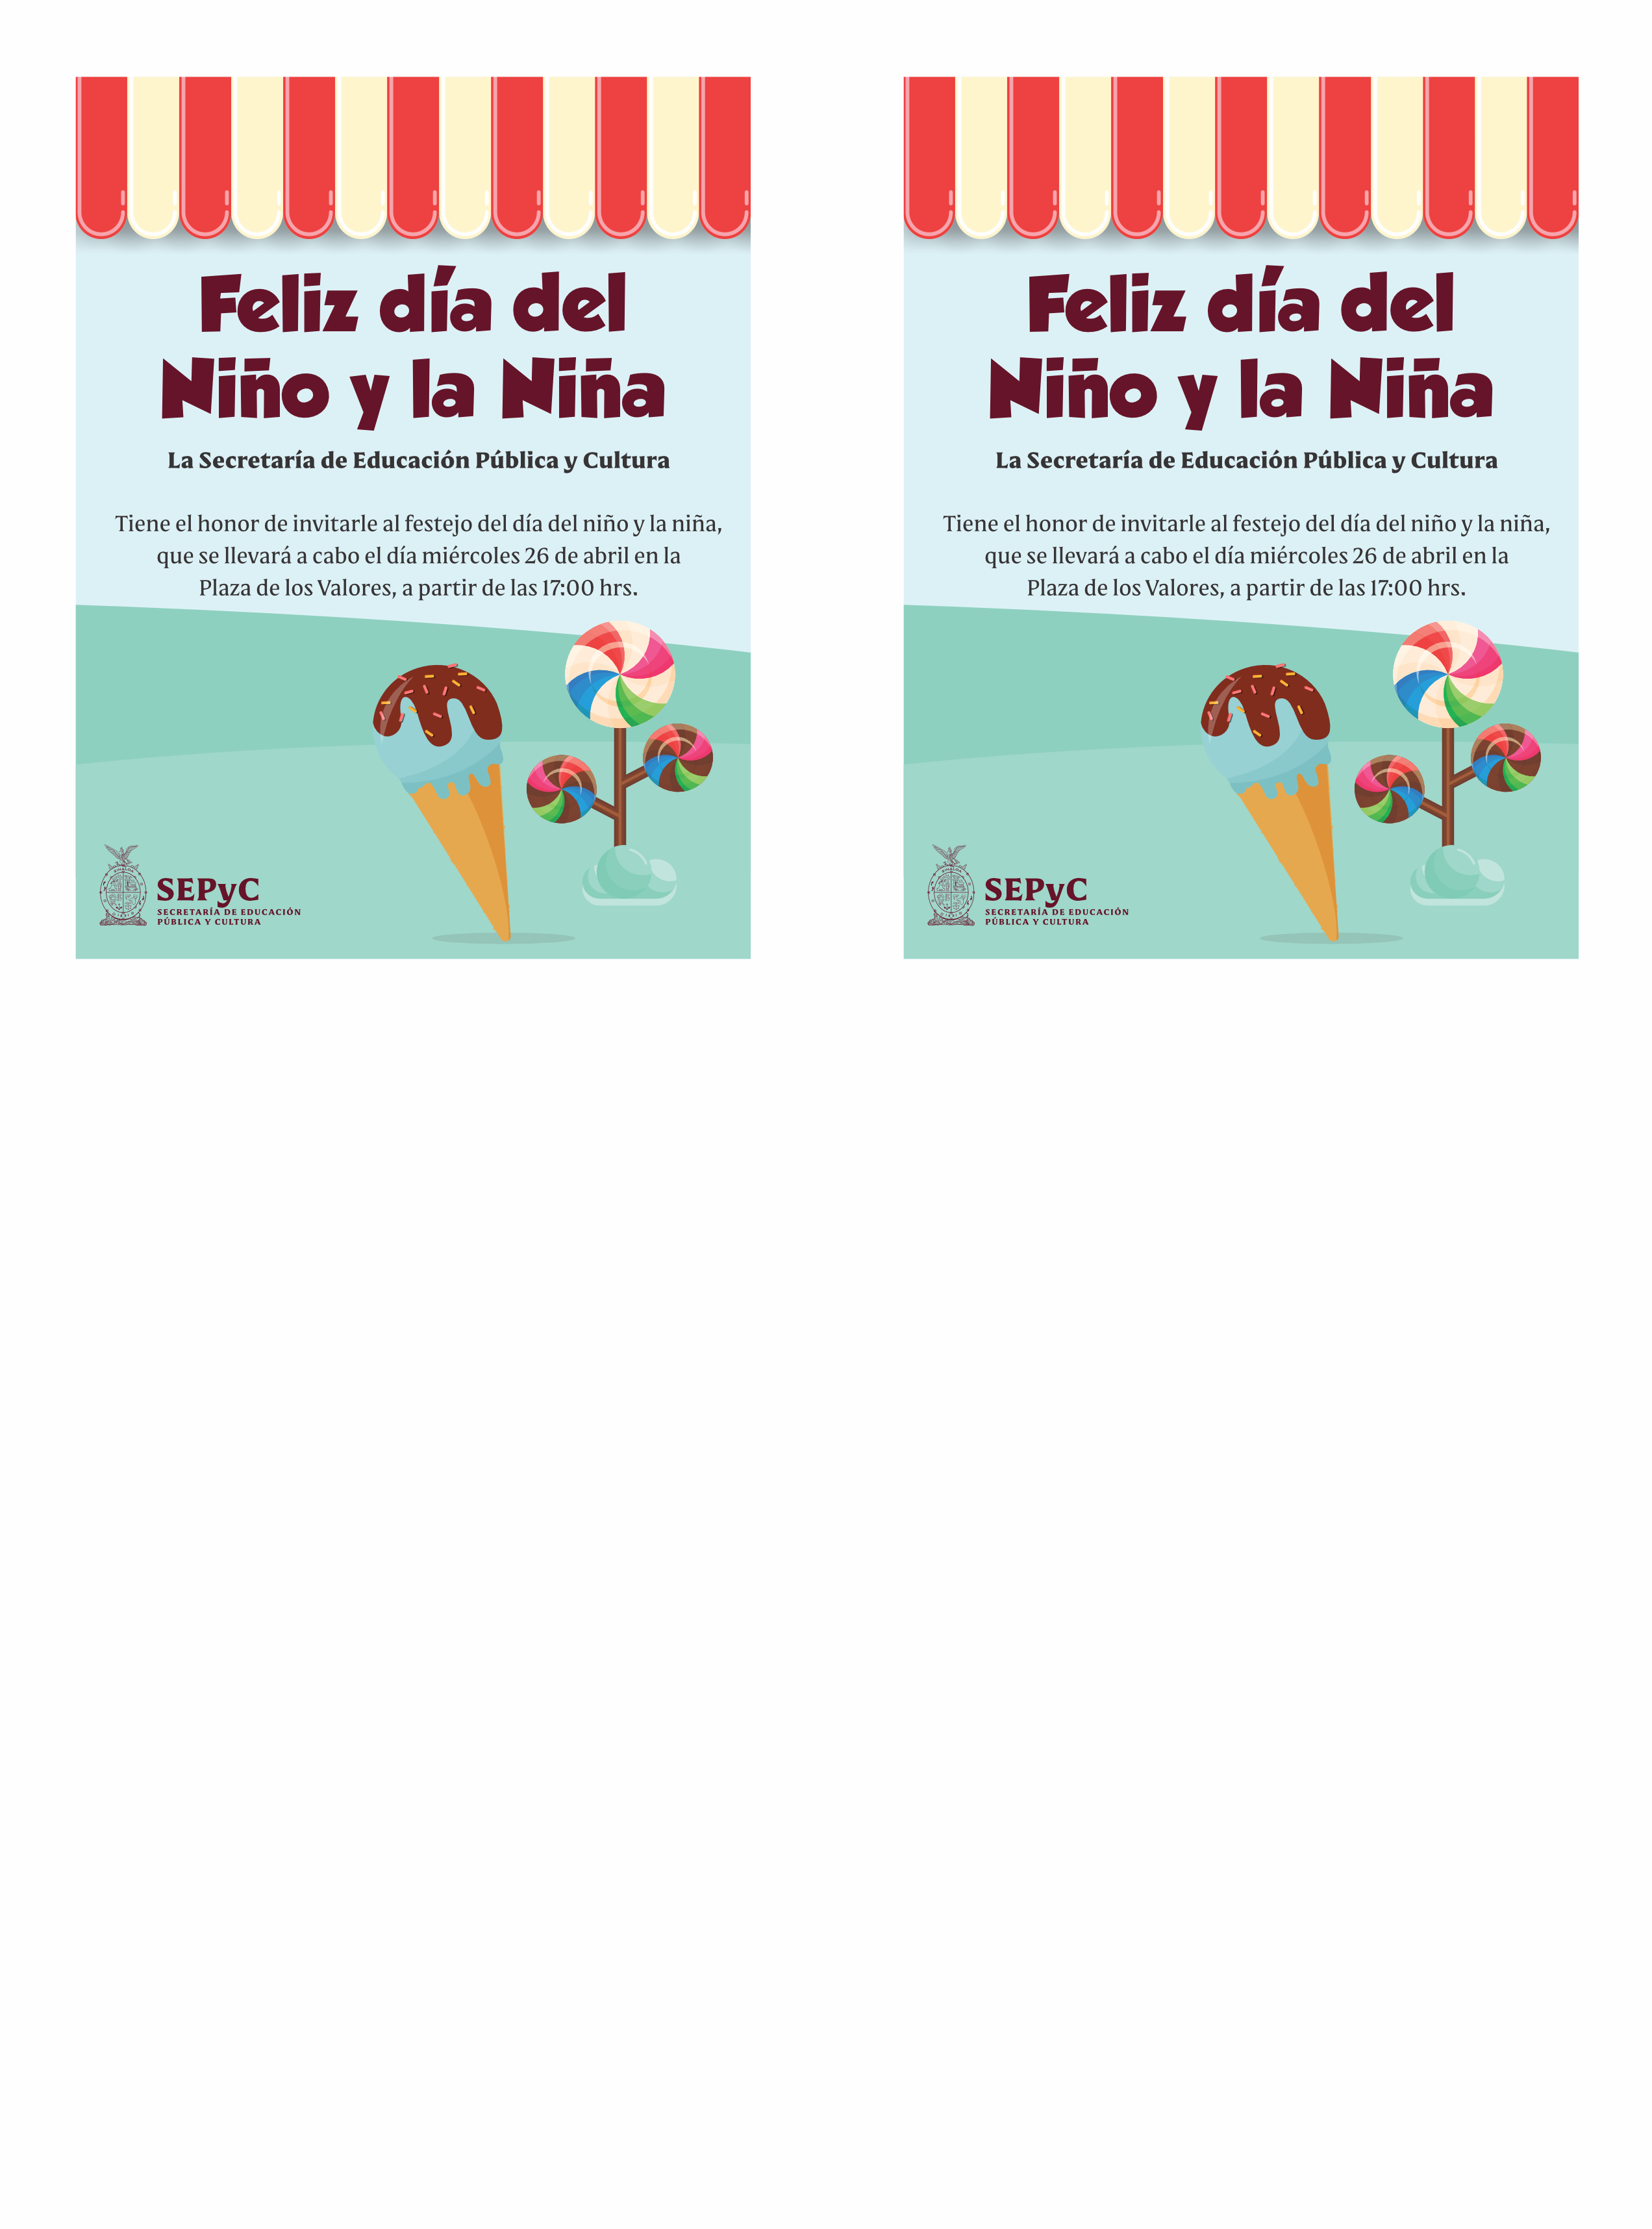 Feliz día del
Niño y la Niña
La Secretaría de Educación Pública y Cultura
Tiene el honor de invitarle al festejo del día del niño y la niña,
que se llevará a cabo el día miércoles 26 de abril en la
Plaza de los Valores, a partir de las 17:00 hrs.
SEPyC
SECRETARÍA DE EDUCACIÓN
PÚBLICA Y CULTURA
Feliz día del
Niño y la Niña
La Secretaría de Educación Pública y Cultura
Tiene el honor de invitarle al festejo del día del niño y la niña,
que se llevará a cabo el día miércoles 26 de abril en la
Plaza de los Valores, a partir de las 17:00 hrs.
SEPyC
SECRETARÍA DE EDUCACIÓN
PÚBLICA Y CULTURA